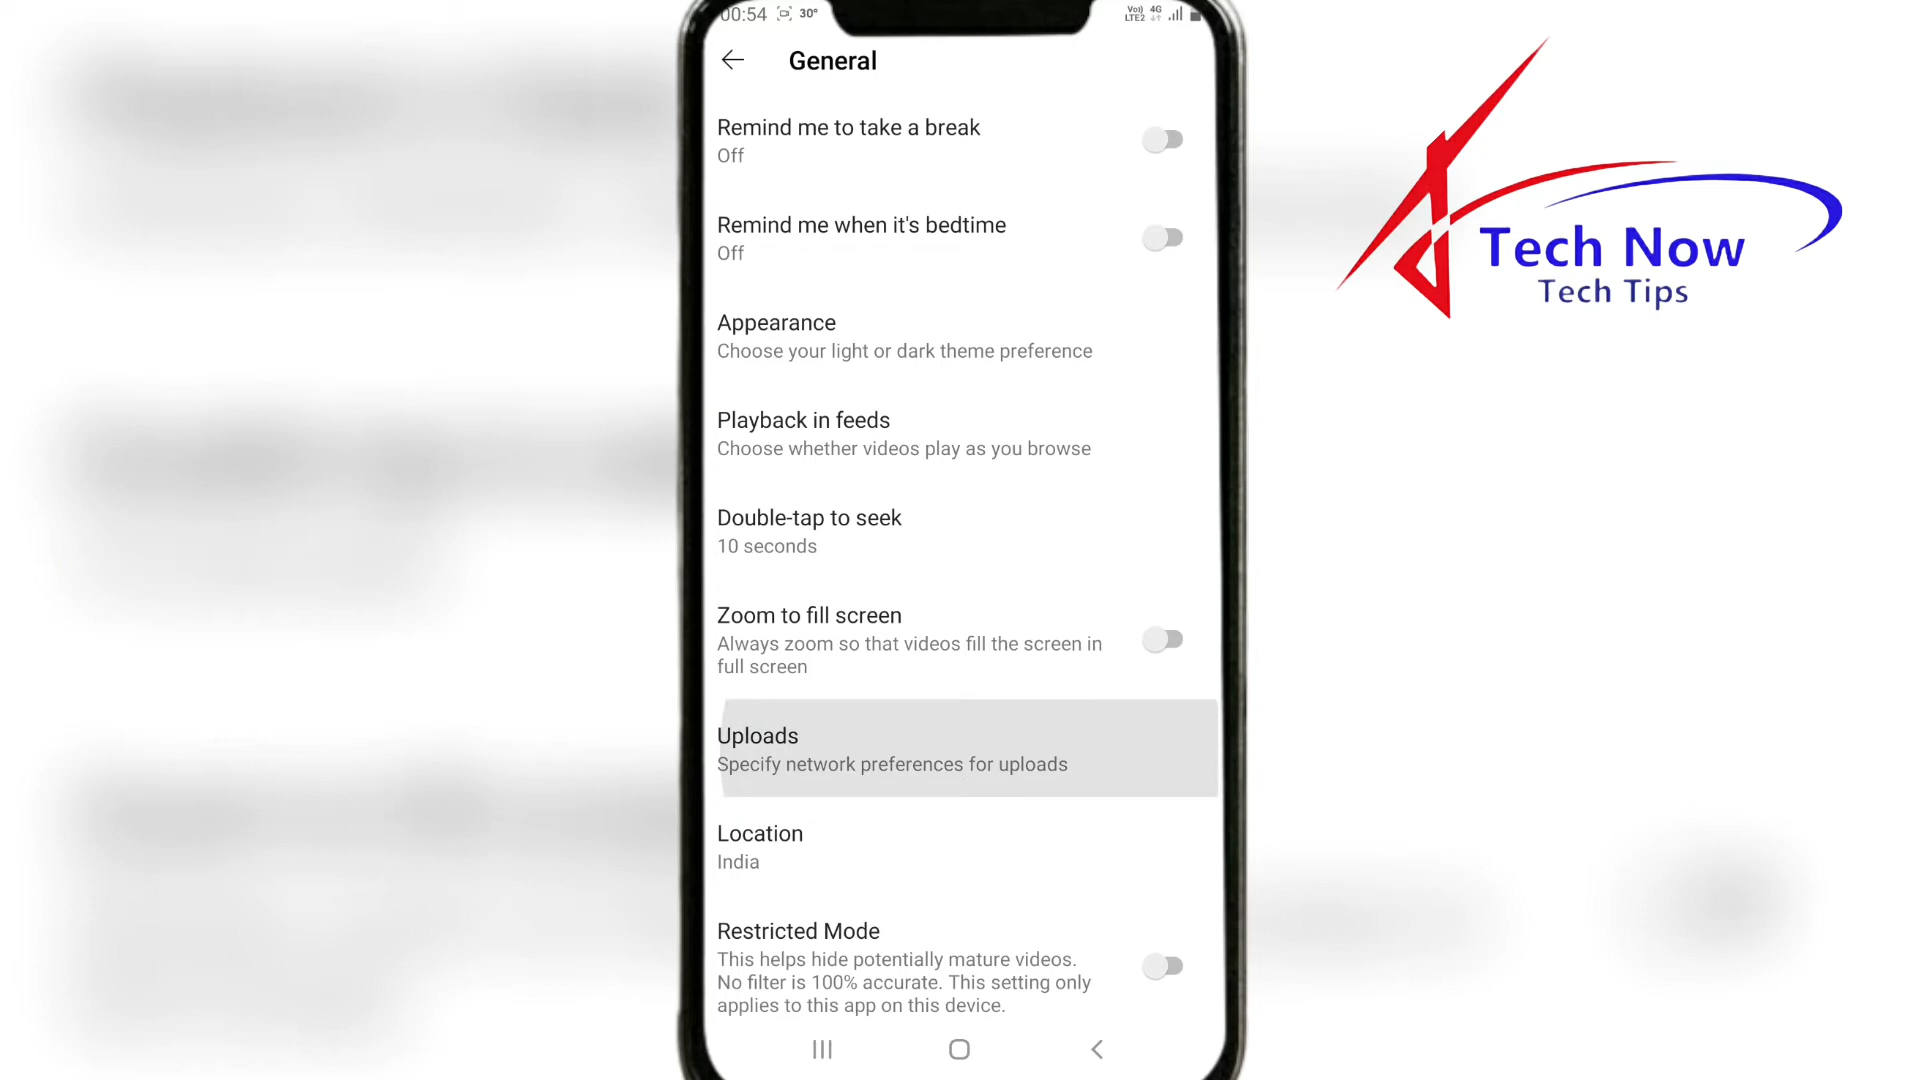 00:54 30°
Vo)) 4G
LTE2
General
Remind me to take a break
Off
Remind me when it's bedtime
Off
Appearance
Choose your light or dark theme preference
Playback in feeds
Choose whether videos play as you browse
Double-tap to seek
10 seconds
Zoom to fill screen
Always zoom so that videos fill the screen in
full screen
Uploads
Specify network preferences for uploads
Location
India
Restricted Mode
This helps hide potentially mature videos.
No filter is 100% accurate. This setting only
applies to this app on this device.
Tech Now
Tech Tips